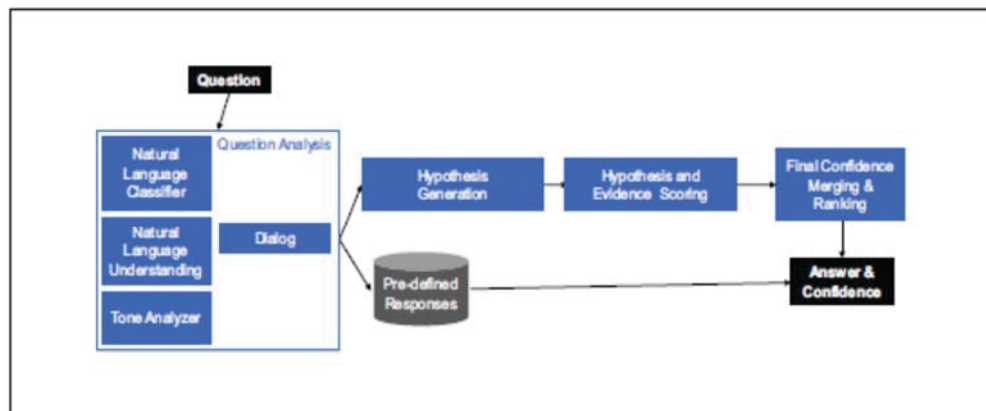 Question
Question Analysis
Natural
Language
Classifier
Natural
Language
Understanding
Tone Analyzer
Dialog
Hypothesis
Generation
Hypothesis and
Evidence Scoring
Final Confidence
Merging &
Ranking
Pre-defined
Responses
Answer &
Confidence